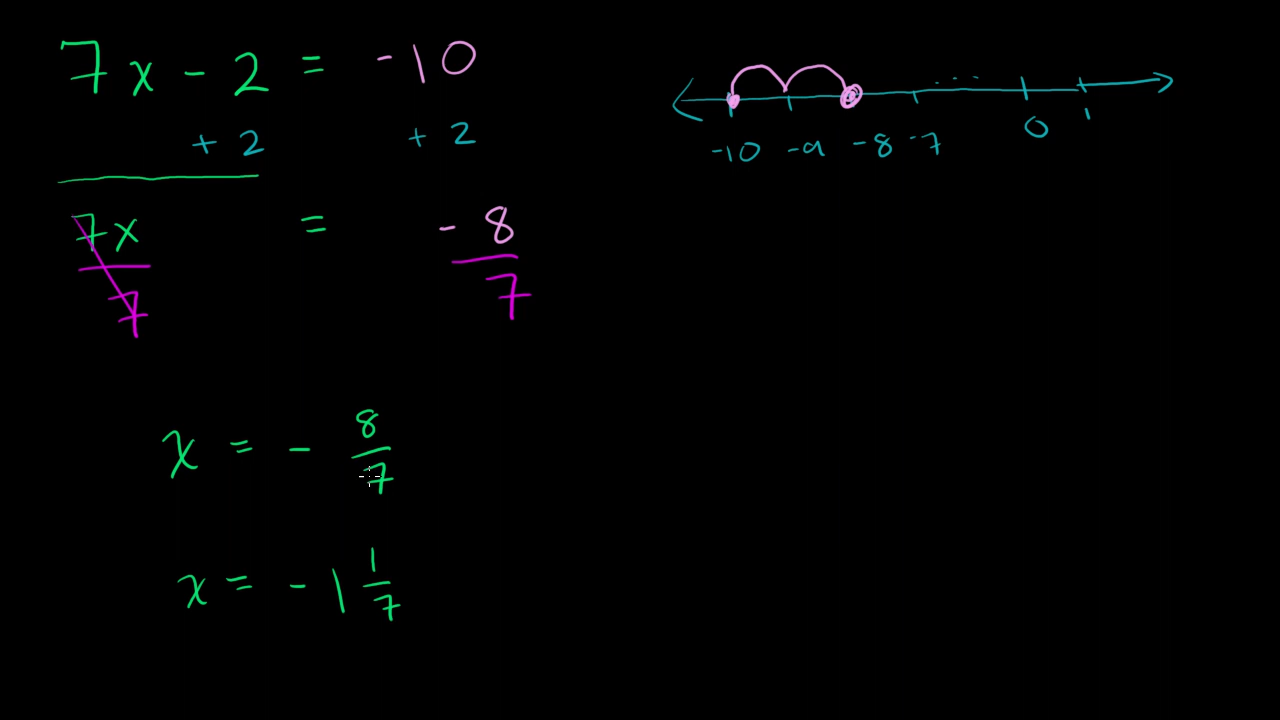 7x - 2 = -10
+ 2 + 2
7x = -8
7 7
x = - 8/7
x = - 1 1/7
-10 -9 -8 -7 ... 0 1